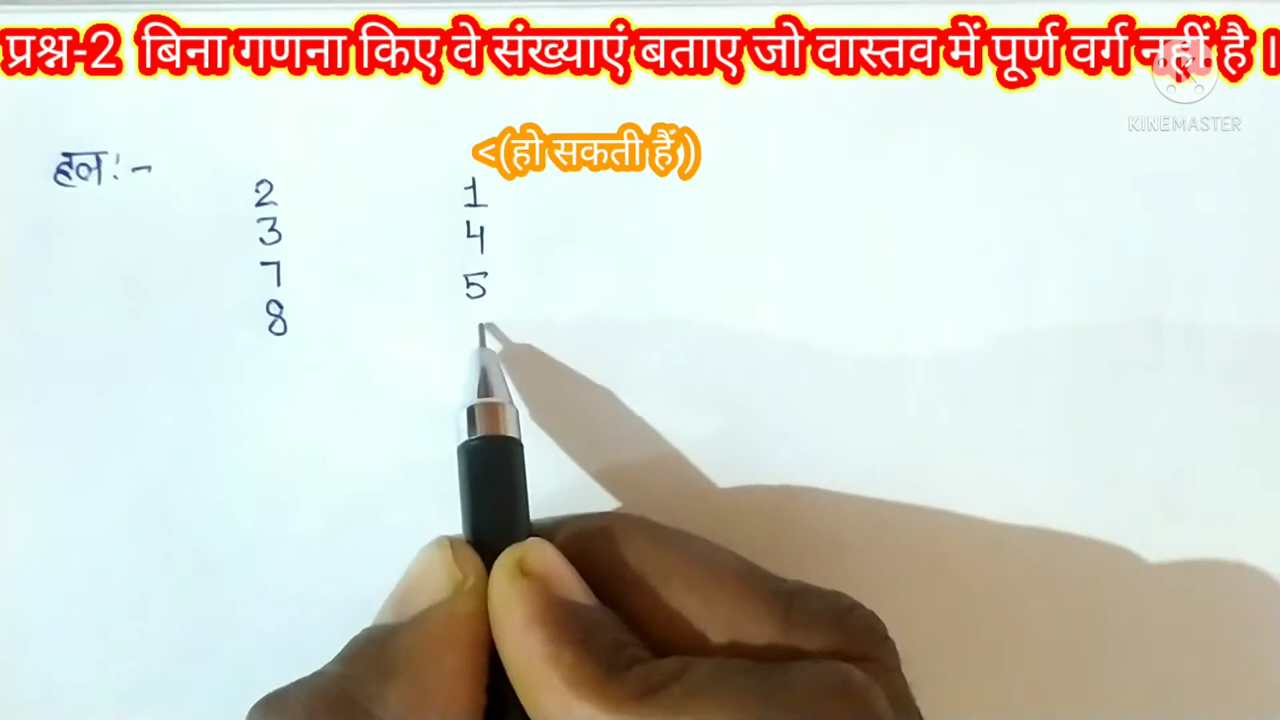 प्रश्न-2 बिना गणना किए वे संख्याएं बताए जो वास्तव में पूर्ण वर्ग नहीं है ।
KINEMASTER
<(हो सकती हैं))
हल:-
2 1
3 4
7 5
8